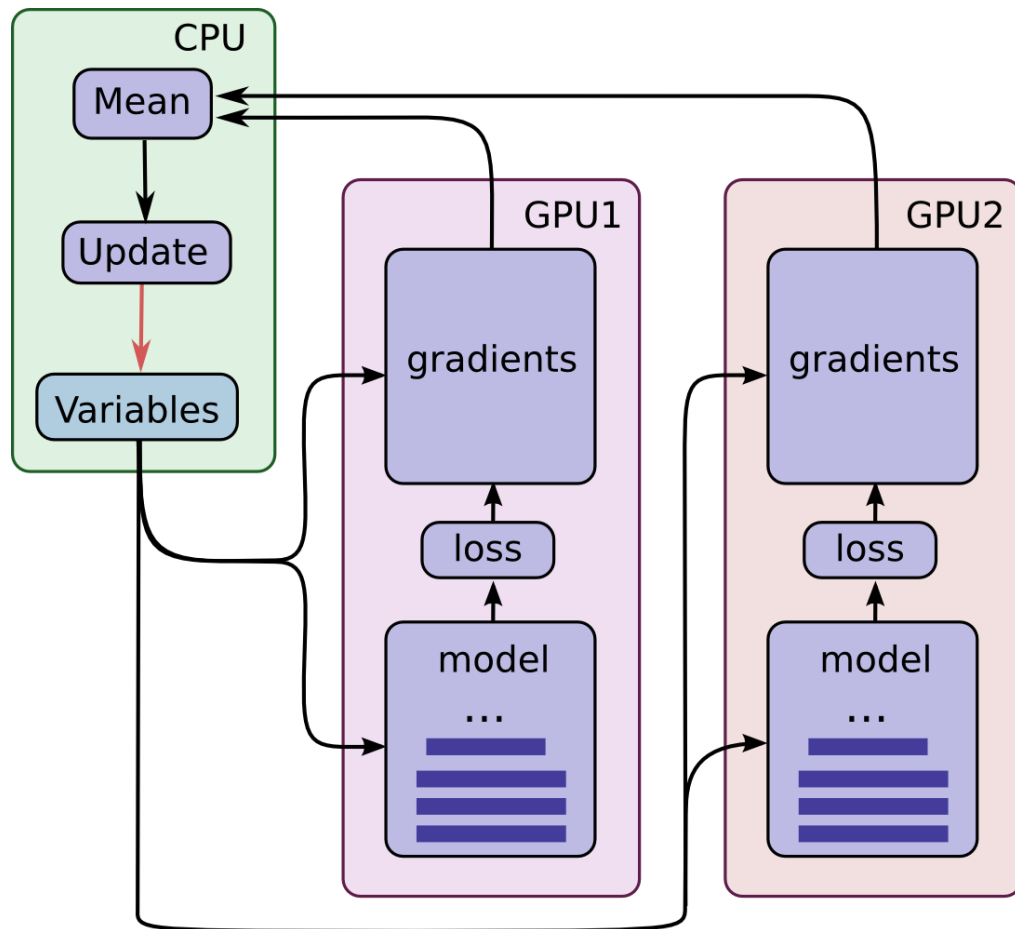 CPU
Mean
Update
Variables
GPU1
gradients
loss
model
...
GPU2
gradients
loss
model
...